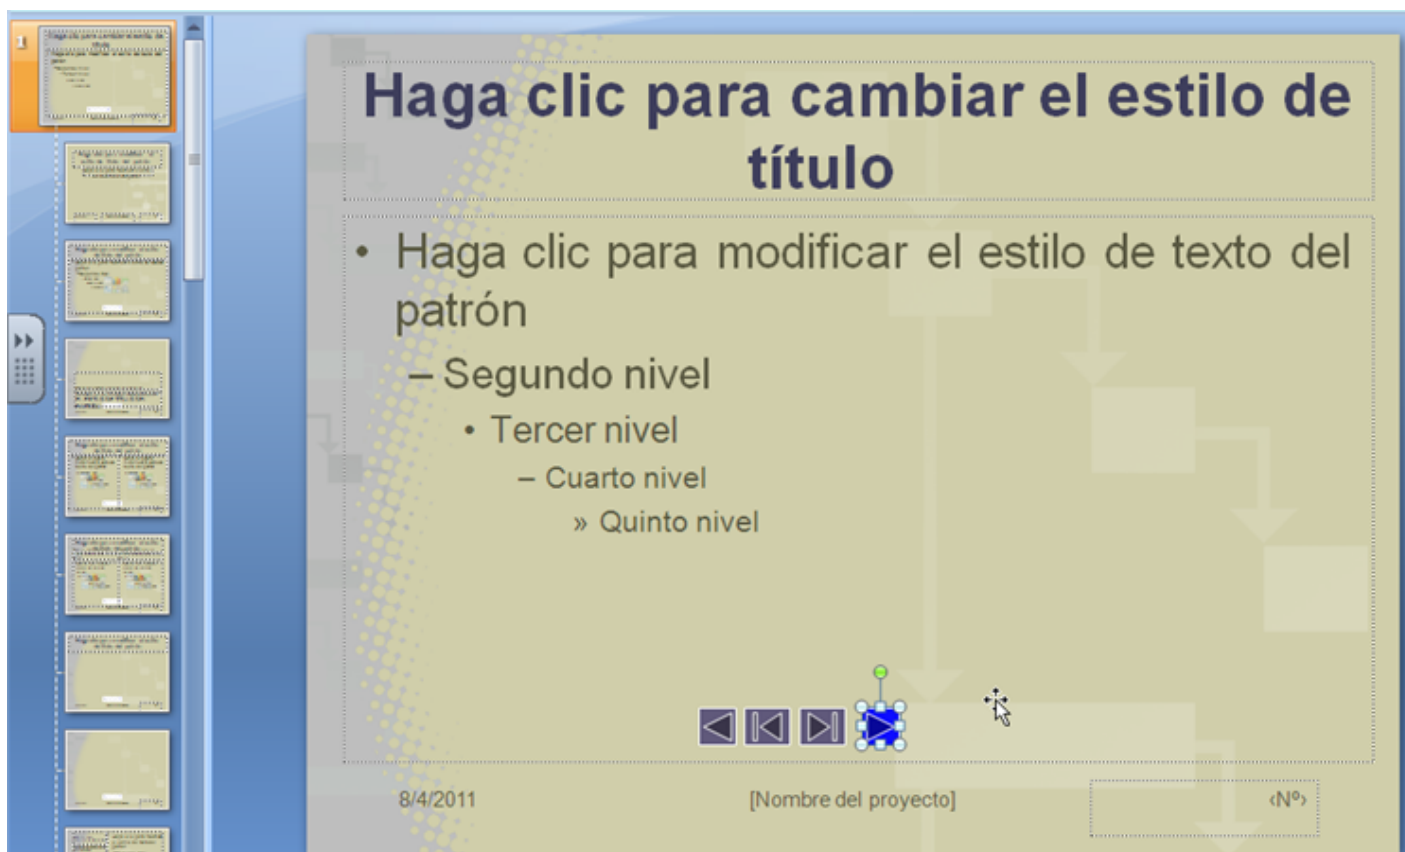 1
Haga clic para cambiar el estilo de
título
• Haga clic para modificar el estilo de texto del
patrón
– Segundo nivel
• Tercer nivel
– Cuarto nivel
» Quinto nivel
8/4/2011 [Nombre del proyecto] ‹Nº›